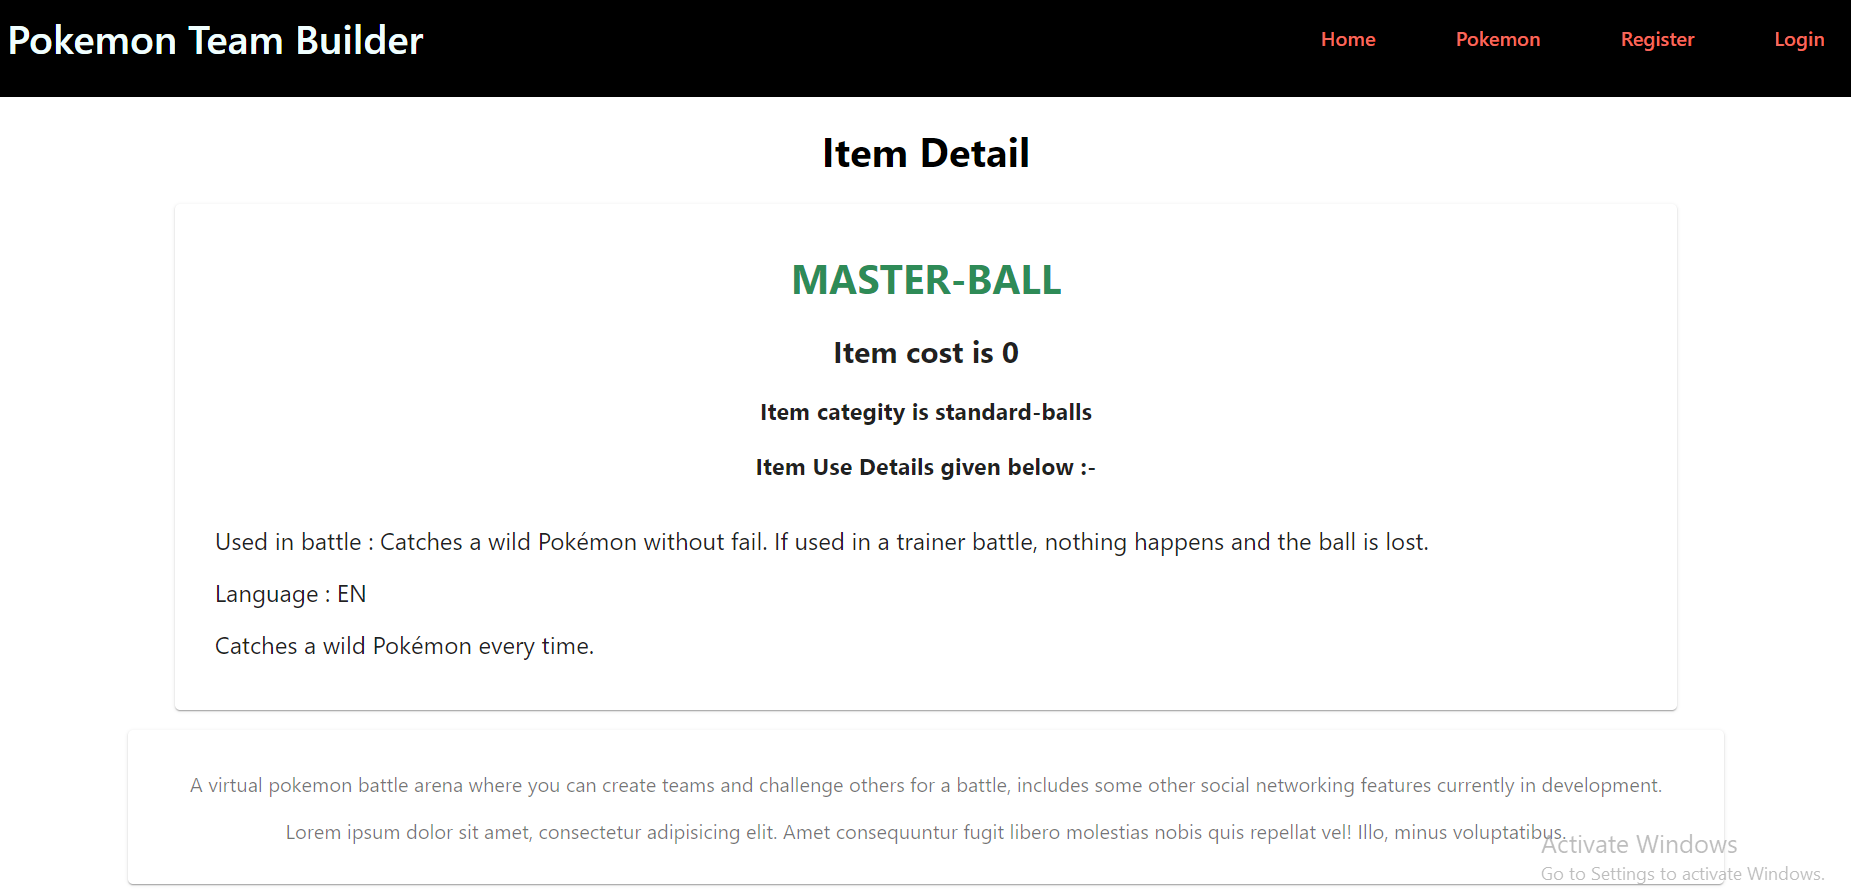 Pokemon Team Builder
Home Pokemon Register Login
Item Detail
MASTER-BALL
Item cost is 0
Item categity is standard-balls
Item Use Details given below :-
Used in battle : Catches a wild Pokémon without fail. If used in a trainer battle, nothing happens and the ball is lost.
Language : EN
Catches a wild Pokémon every time.
A virtual pokemon battle arena where you can create teams and challenge others for a battle, includes some other social networking features currently in development.
Lorem ipsum dolor sit amet, consectetur adipisicing elit. Amet consequuntur fugit libero molestias nobis quis repellat vel! Illo, minus voluptatibus.
Activate Windows
Go to Settings to activate Windows.